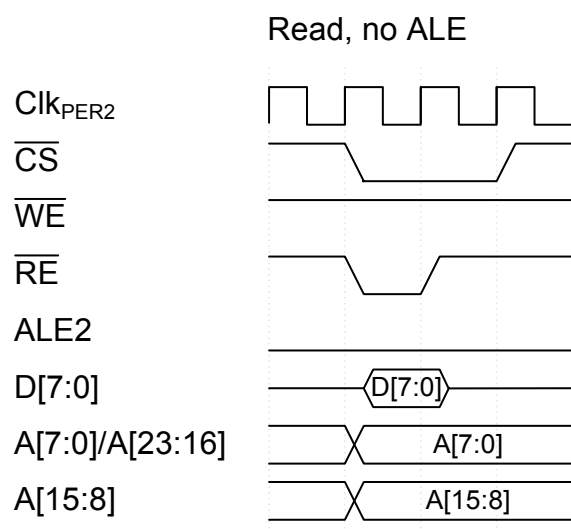 Read, no ALE
ClkPER2
CS
WE
RE
ALE2
D[7:0] D[7:0]
A[7:0]/A[23:16] A[7:0]
A[15:8] A[15:8]